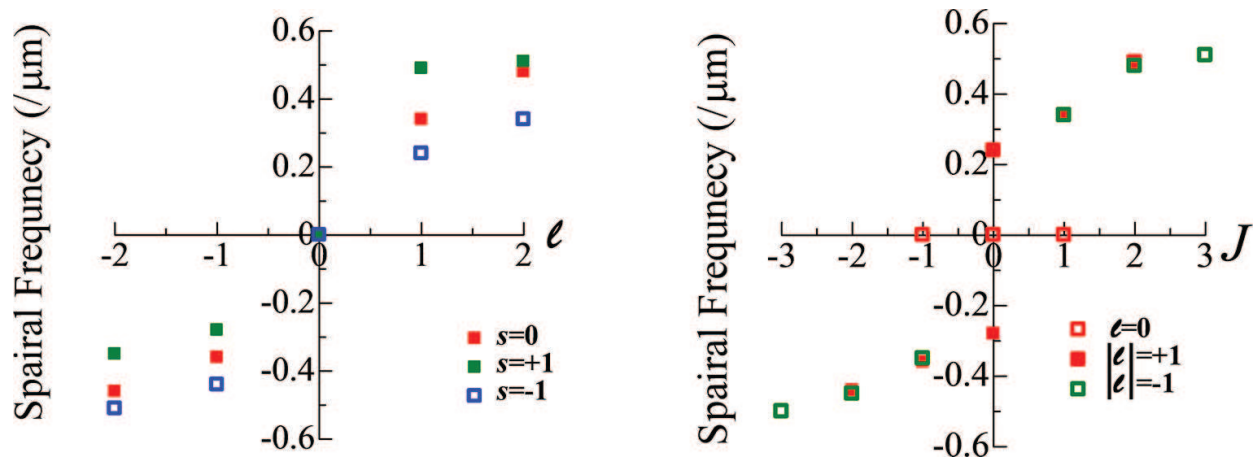 Spairal Frequnecy (/μm)
0.6
0.4
0.2
-2 -1 0 1 2 ℓ
-0.2
-0.4
-0.6
s=0
s=+1
s=-1
Spairal Frequnecy (/μm)
0.6
0.4
0.2
-3 -2 -1 0 1 2 3 J
-0.2
-0.4
-0.6
ℓ=0
|ℓ|=+1
|ℓ|=-1